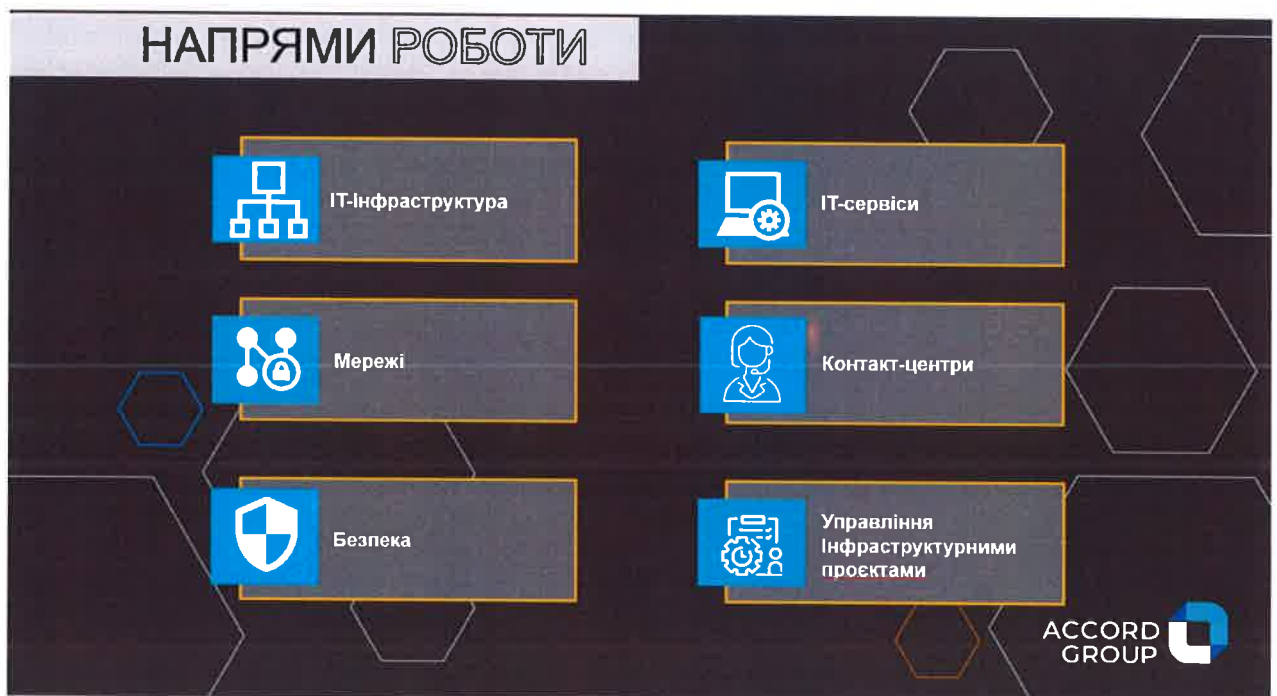 НАПРЯМИ РОБОТИ
ІТ-Інфраструктура
ІТ-сервіси
Мережі
Контакт-центри
Безпека
Управління
Інфраструктурними
проєктами
ACCORD
GROUP